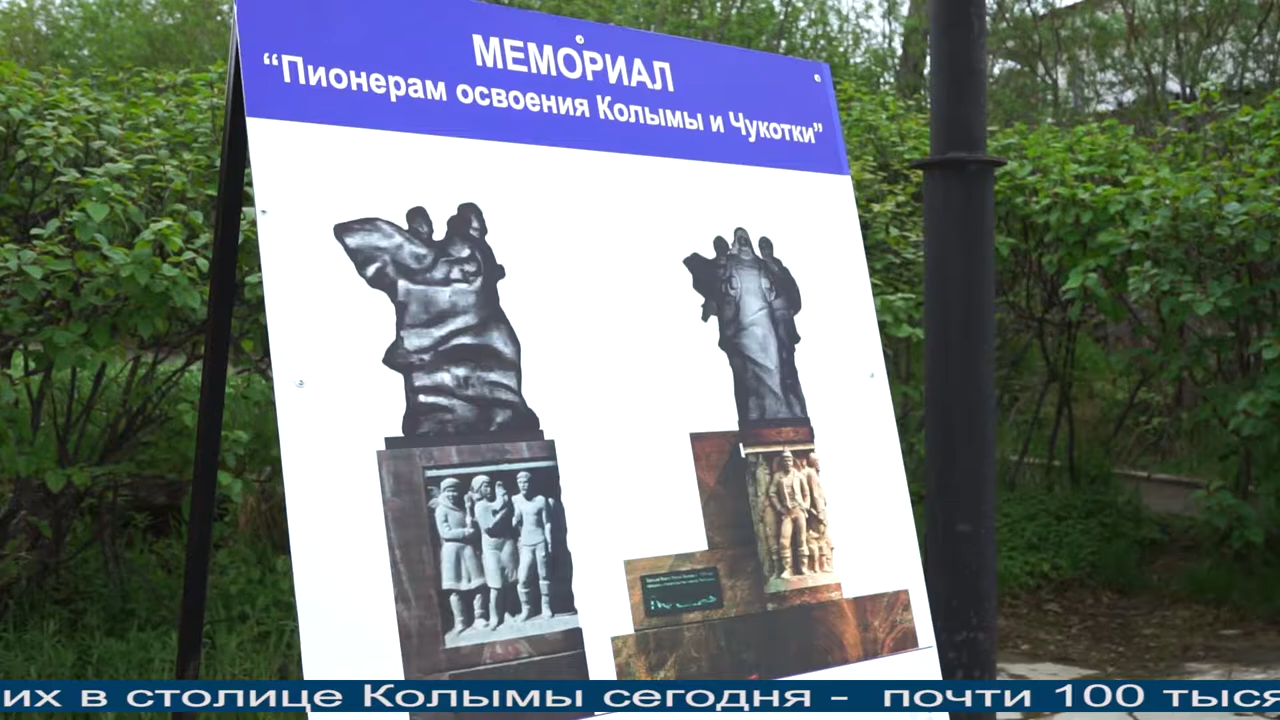 МЕМОРИАЛ
“Пионерам освоения Колымы и Чукотки”
их в столице Колымы сегодня - почти 100 тыся